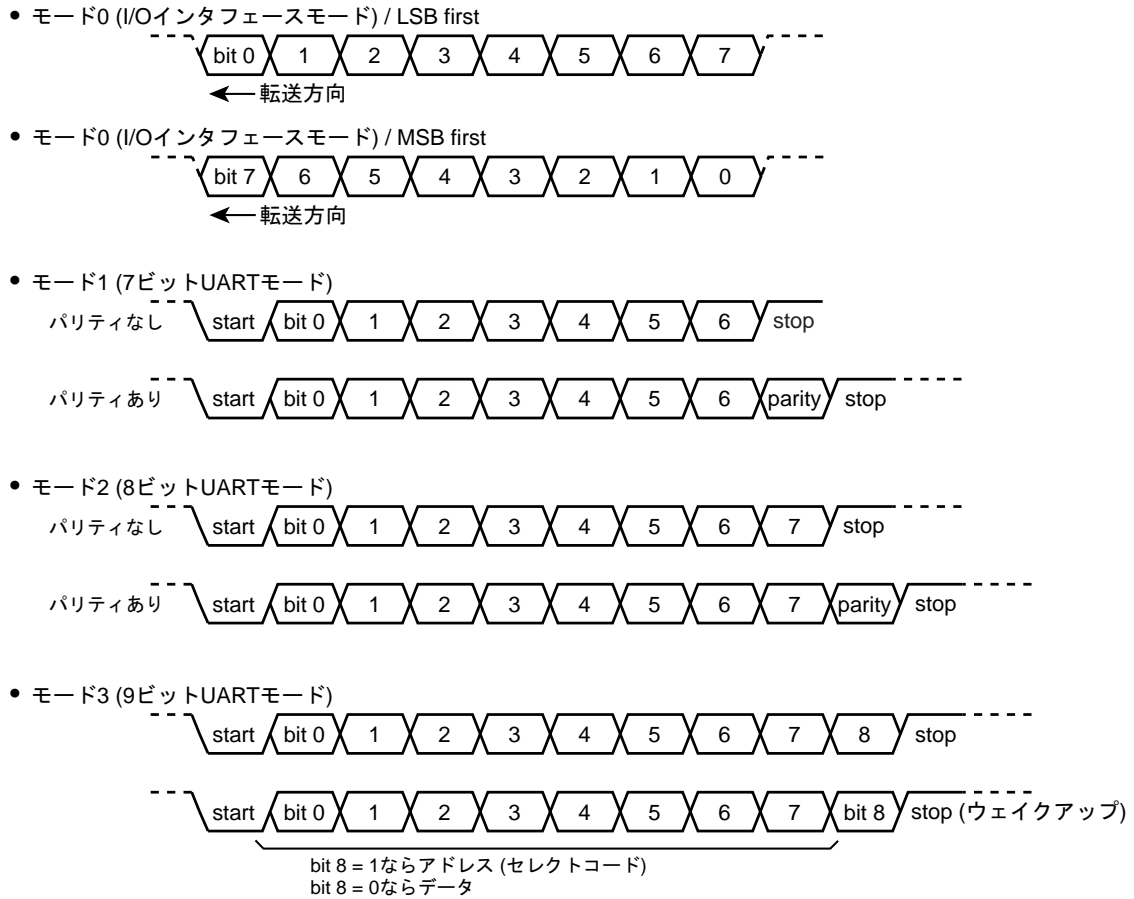 • モード0 (I/Oインタフェースモード) / LSB first
bit 0 1 2 3 4 5 6 7
転送方向
• モード0 (I/Oインタフェースモード) / MSB first
bit 7 6 5 4 3 2 1 0
転送方向
• モード1 (7ビットUARTモード)
パリティなし start bit 0 1 2 3 4 5 6 stop
パリティあり start bit 0 1 2 3 4 5 6 parity stop
• モード2 (8ビットUARTモード)
パリティなし start bit 0 1 2 3 4 5 6 7 stop
パリティあり start bit 0 1 2 3 4 5 6 7 parity stop
• モード3 (9ビットUARTモード)
start bit 0 1 2 3 4 5 6 7 8 stop
start bit 0 1 2 3 4 5 6 7 bit 8 stop (ウェイクアップ)
bit 8 = 1ならアドレス (セレクトコード)
bit 8 = 0ならデータ